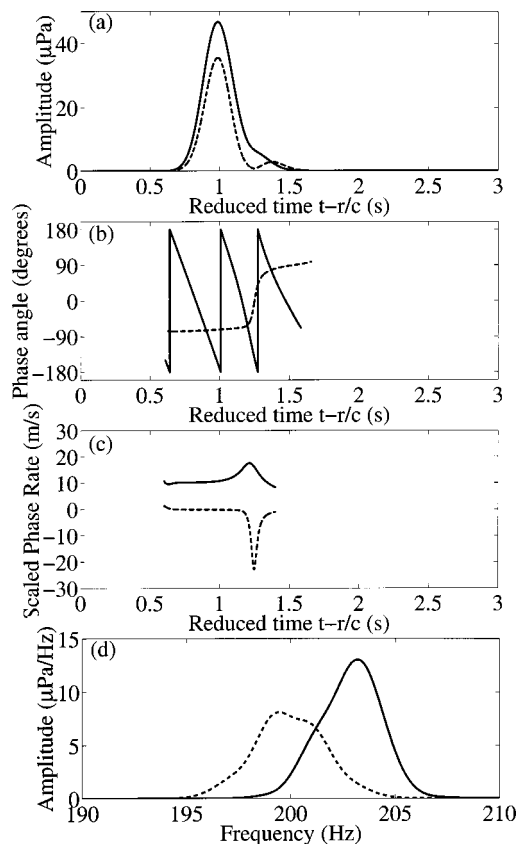 (a)
Amplitude (μPa)
40
20
0
0 0.5 1 1.5 2 2.5 3
Reduced time t−r/c (s)
(b)
Phase angle (degrees)
180
90
0
−90
−180
0 0.5 1 1.5 2 2.5 3
Reduced time t−r/c (s)
(c)
Scaled Phase Rate (m/s)
30
20
10
0
−10
−20
−30
0 0.5 1 1.5 2 2.5 3
Reduced time t−r/c (s)
(d)
Amplitude (μPa/Hz)
15
10
5
0
190 195 200 205 210
Frequency (Hz)